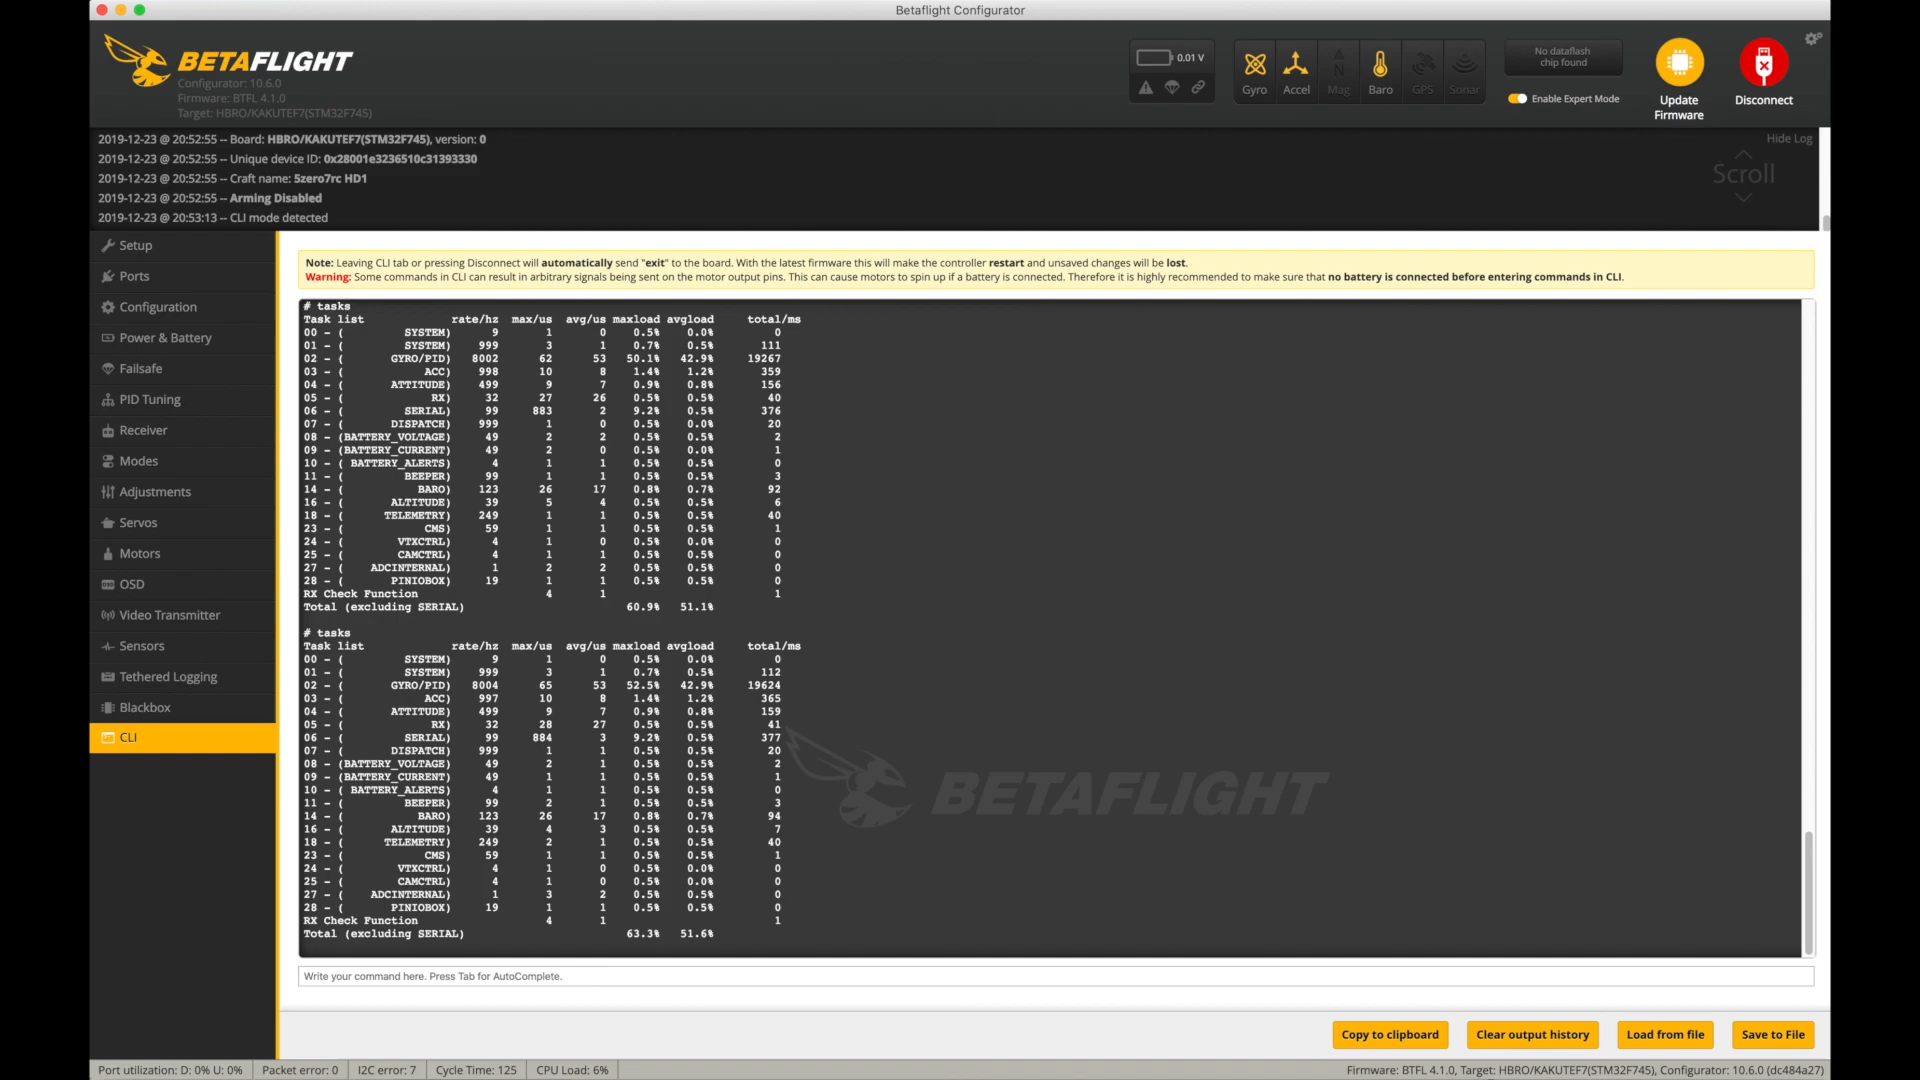 Betaflight Configurator
BETAFLIGHT
Configurator: 10.6.0
Firmware: BTFL 4.1.0
Target: HBRO/KAKUTEF7(STM32F745)
0.01 V
Gyro
Accel
Mag
Baro
GPS
Sonar
No dataflash
chip found
Enable Expert Mode
Update
Firmware
Disconnect
2019-12-23 @ 20:52:55 -- Board: HBRO/KAKUTEF7(STM32F745), version: 0
2019-12-23 @ 20:52:55 -- Unique device ID: 0x28001e3236510c31393330
2019-12-23 @ 20:52:55 -- Craft name: 5zero7rc HD1
2019-12-23 @ 20:52:55 -- Arming Disabled
2019-12-23 @ 20:53:13 -- CLI mode detected
Hide Log
Scroll
Setup
Ports
Configuration
Power & Battery
Failsafe
PID Tuning
Receiver
Modes
Adjustments
Servos
Motors
OSD
Video Transmitter
Sensors
Tethered Logging
Blackbox
CLI
Note: Leaving CLI tab or pressing Disconnect will automatically send "exit" to the board. With the latest firmware this will make the controller restart and unsaved changes will be lost.
Warning: Some commands in CLI can result in arbitrary signals being sent on the motor output pins. This can cause motors to spin up if a battery is connected. Therefore it is highly recommended to make sure that no battery is connected before entering commands in CLI.
# tasks
Task list rate/hz max/us avg/us maxload avgload total/ms
00 - ( SYSTEM) 9 1 0 0.5% 0.0% 0
01 - ( SYSTEM) 999 3 1 0.7% 0.5% 111
02 - ( GYRO/PID) 8002 62 53 50.1% 42.9% 19267
03 - ( ACC) 998 10 8 1.4% 1.2% 359
04 - ( ATTITUDE) 499 9 7 0.9% 0.8% 156
05 - ( RX) 32 27 26 0.5% 0.5% 40
06 - ( SERIAL) 99 883 2 9.2% 0.5% 376
07 - ( DISPATCH) 999 1 0 0.5% 0.0% 20
08 - (BATTERY_VOLTAGE) 49 2 2 0.5% 0.5% 2
09 - (BATTERY_CURRENT) 49 2 0 0.5% 0.0% 1
10 - ( BATTERY_ALERTS) 4 1 1 0.5% 0.5% 0
11 - ( BEEPER) 99 1 1 0.5% 0.5% 3
14 - ( BARO) 123 26 17 0.8% 0.7% 92
16 - ( ALTITUDE) 39 5 4 0.5% 0.5% 6
18 - ( TELEMETRY) 249 1 1 0.5% 0.5% 40
23 - ( CMS) 59 1 1 0.5% 0.5% 1
24 - ( VTXCTRL) 4 1 0 0.5% 0.0% 0
25 - ( CAMCTRL) 4 1 1 0.5% 0.5% 0
27 - ( ADCINTERNAL) 1 2 2 0.5% 0.5% 0
28 - ( PINIOBOX) 19 1 1 0.5% 0.5% 0
RX Check Function 4 1 1
Total (excluding SERIAL) 60.9% 51.1%
# tasks
Task list rate/hz max/us avg/us maxload avgload total/ms
00 - ( SYSTEM) 9 1 0 0.5% 0.0% 0
01 - ( SYSTEM) 999 3 1 0.7% 0.5% 112
02 - ( GYRO/PID) 8004 65 53 52.5% 42.9% 19624
03 - ( ACC) 997 10 8 1.4% 1.2% 365
04 - ( ATTITUDE) 499 9 7 0.9% 0.8% 159
05 - ( RX) 32 28 27 0.5% 0.5% 41
06 - ( SERIAL) 99 884 3 9.2% 0.5% 377
07 - ( DISPATCH) 999 1 1 0.5% 0.5% 20
08 - (BATTERY_VOLTAGE) 49 2 1 0.5% 0.5% 2
09 - (BATTERY_CURRENT) 49 1 1 0.5% 0.5% 1
10 - ( BATTERY_ALERTS) 4 1 1 0.5% 0.5% 0
11 - ( BEEPER) 99 2 1 0.5% 0.5% 3
14 - ( BARO) 123 26 17 0.8% 0.7% 94
16 - ( ALTITUDE) 39 4 3 0.5% 0.5% 7
18 - ( TELEMETRY) 249 2 1 0.5% 0.5% 40
23 - ( CMS) 59 1 1 0.5% 0.5% 1
24 - ( VTXCTRL) 4 1 0 0.5% 0.0% 0
25 - ( CAMCTRL) 4 1 0 0.5% 0.0% 0
27 - ( ADCINTERNAL) 1 3 2 0.5% 0.5% 0
28 - ( PINIOBOX) 19 1 1 0.5% 0.5% 0
RX Check Function 4 1 1
Total (excluding SERIAL) 63.3% 51.6%
BETAFLIGHT
Write your command here. Press Tab for AutoComplete.
Copy to clipboard
Clear output history
Load from file
Save to File
Port utilization: D: 0% U: 0%
Packet error: 0
I2C error: 7
Cycle Time: 125
CPU Load: 6%
Firmware: BTFL 4.1.0, Target: HBRO/KAKUTEF7(STM32F745), Configurator: 10.6.0 (dc484a27)